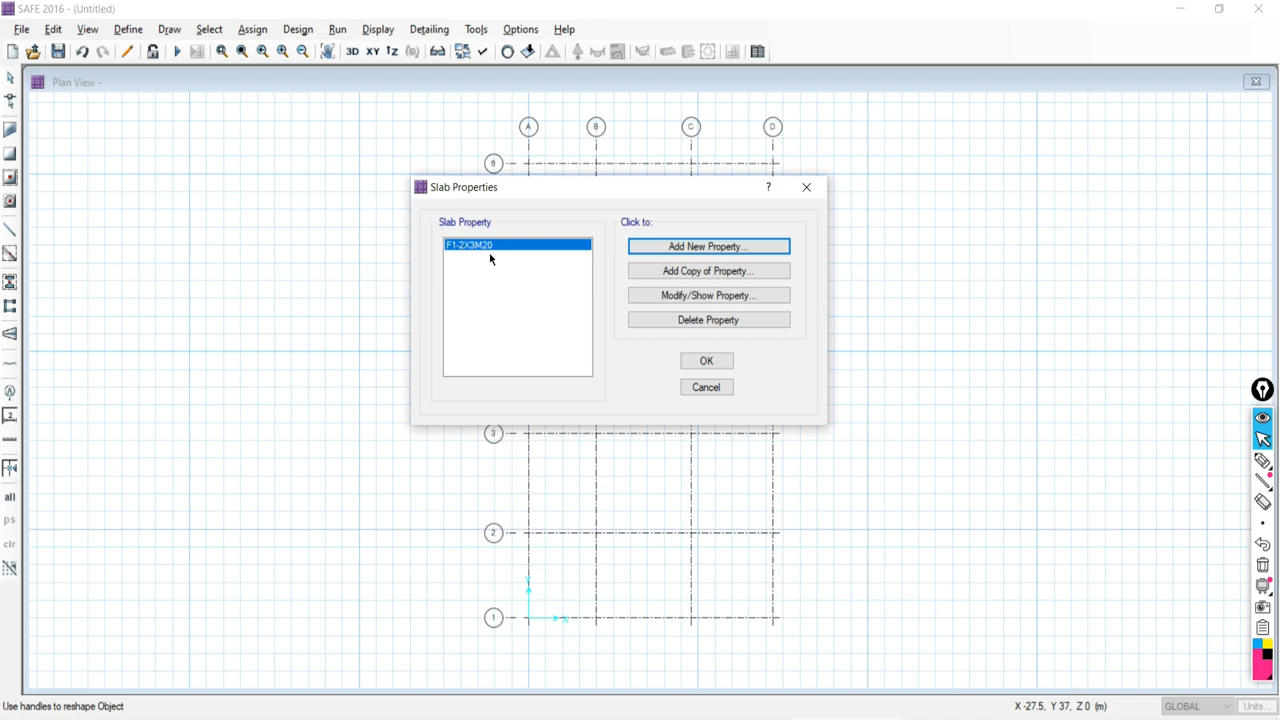 SAFE 2016 - (Untitled)
File Edit View Define Draw Select Assign Design Run Display Detailing Tools Options Help
3D XY
Plan View -
A B C D
6
Slab Properties ?
Slab Property
F1-2X3M20
Click to:
Add New Property...
Add Copy of Property...
Modify/Show Property...
Delete Property
OK
Cancel
3
2
1
Y
X
all
ps
clr
Use handles to reshape Object
X -27.5, Y 37, Z 0 (m)
GLOBAL
Units...